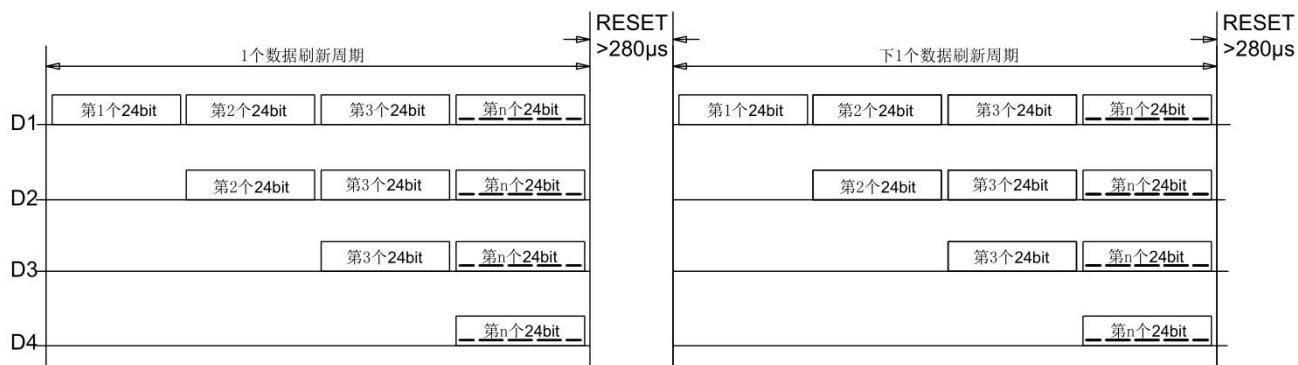 RESET
>280μs
RESET
>280μs
1个数据刷新周期
下1个数据刷新周期
D1 第1个24bit 第2个24bit 第3个24bit 第n个24bit 第1个24bit 第2个24bit 第3个24bit 第n个24bit
D2 第2个24bit 第3个24bit 第n个24bit 第2个24bit 第3个24bit 第n个24bit
D3 第3个24bit 第n个24bit 第3个24bit 第n个24bit
D4 第n个24bit 第n个24bit